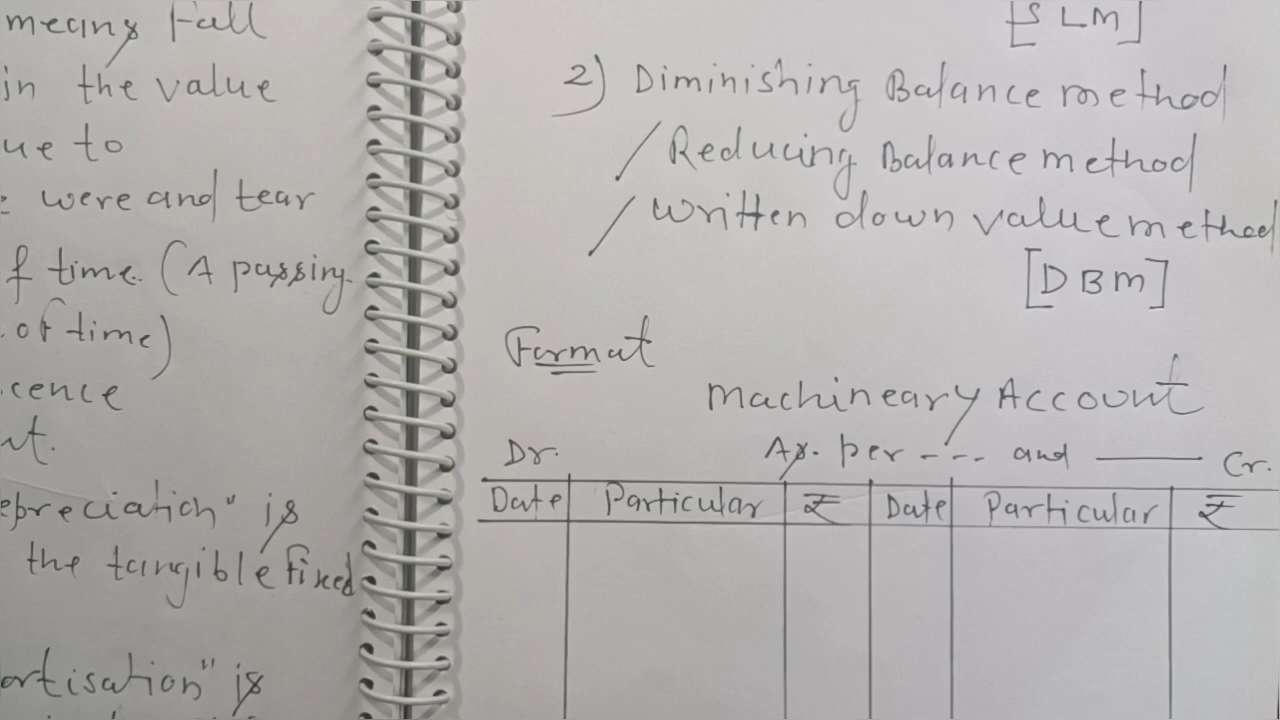 means Fall
in the value
ue to
were and tear
f time. (A passing
of time)
cence
nt.
epreciation" is
the tangible fixed
ortisation" is
[SLM]
2) Diminishing Balance method
/ Reducing Balance method
/ Written down value method
[DBM]
Format
Machineary Account
Dr. As. per ---- and ——— Cr.
Date Particular ₹ Date Particular ₹